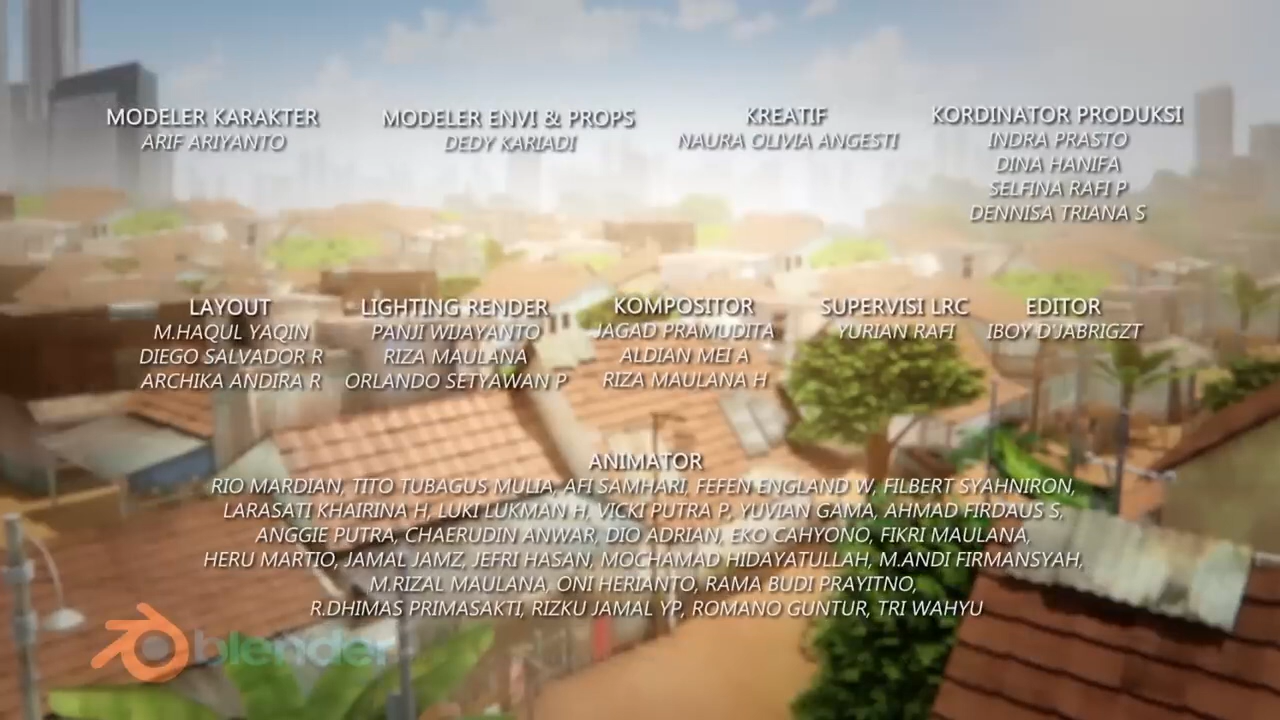 MODELER KARAKTER
ARIF ARIYANTO
MODELER ENVI & PROPS
DEDY KARIADI
KREATIF
NAURA OLIVIA ANGESTI
KORDINATOR PRODUKSI
INDRA PRASTO
DINA HANIFA
SELFINA RAFI P
DENNISA TRIANA S
LAYOUT
M.HAQUL YAQIN
DIEGO SALVADOR R
ARCHIKA ANDIRA R
LIGHTING RENDER
PANJI WIJAYANTO
RIZA MAULANA
ORLANDO SETYAWAN P
KOMPOSITOR
JAGAD PRAMUDITA
ALDIAN MEI A
RIZA MAULANA H
SUPERVISI LRC
YURIAN RAFI
EDITOR
IBOY D'JABRIGZT
ANIMATOR
RIO MARDIAN, TITO TUBAGUS MULIA, AFI SAMHARI, FEFEN ENGLAND W, FILBERT SYAHNIRON,
LARASATI KHAIRINA H, LUKI LUKMAN H, VICKI PUTRA P, YUVIAN GAMA, AHMAD FIRDAUS S,
ANGGIE PUTRA, CHAERUDIN ANWAR, DIO ADRIAN, EKO CAHYONO, FIKRI MAULANA,
HERU MARTIO, JAMAL JAMZ, JEFRI HASAN, MOCHAMAD HIDAYATULLAH, M.ANDI FIRMANSYAH,
M.RIZAL MAULANA, ONI HERIANTO, RAMA BUDI PRAYITNO,
R.DHIMAS PRIMASAKTI, RIZKU JAMAL YP, ROMANO GUNTUR, TRI WAHYU
blender